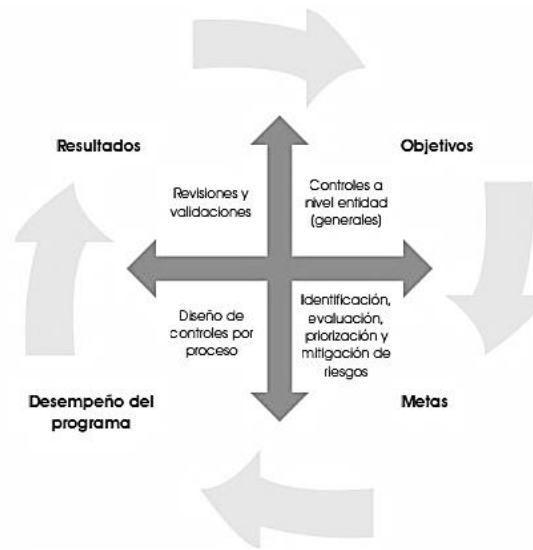 Resultados
Objetivos
Revisiones y
validaciones
Controles a
nivel entidad
(generales)
Diseño de
controles por
proceso
Identificación,
evaluación,
priorización y
mitigación de
riesgos
Desempeño del
programa
Metas